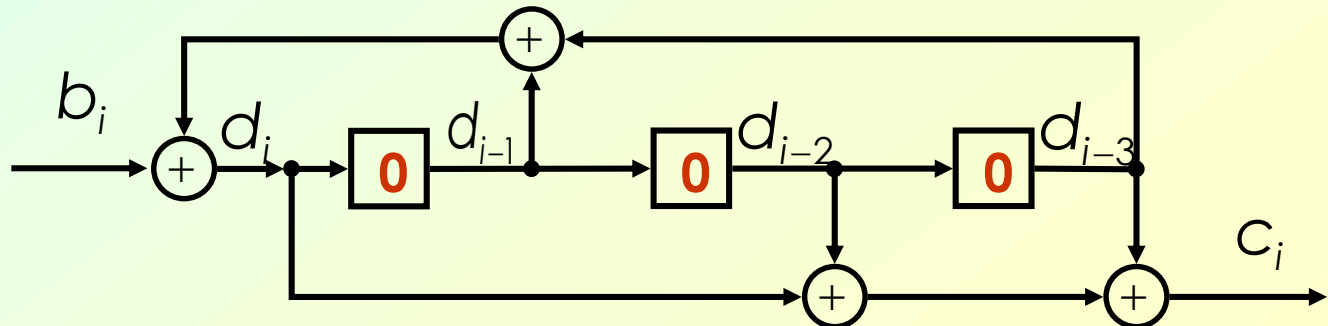 +
b_i
+
d_i
0
d_{i-1}
0
d_{i-2}
0
d_{i-3}
c_i
+
+